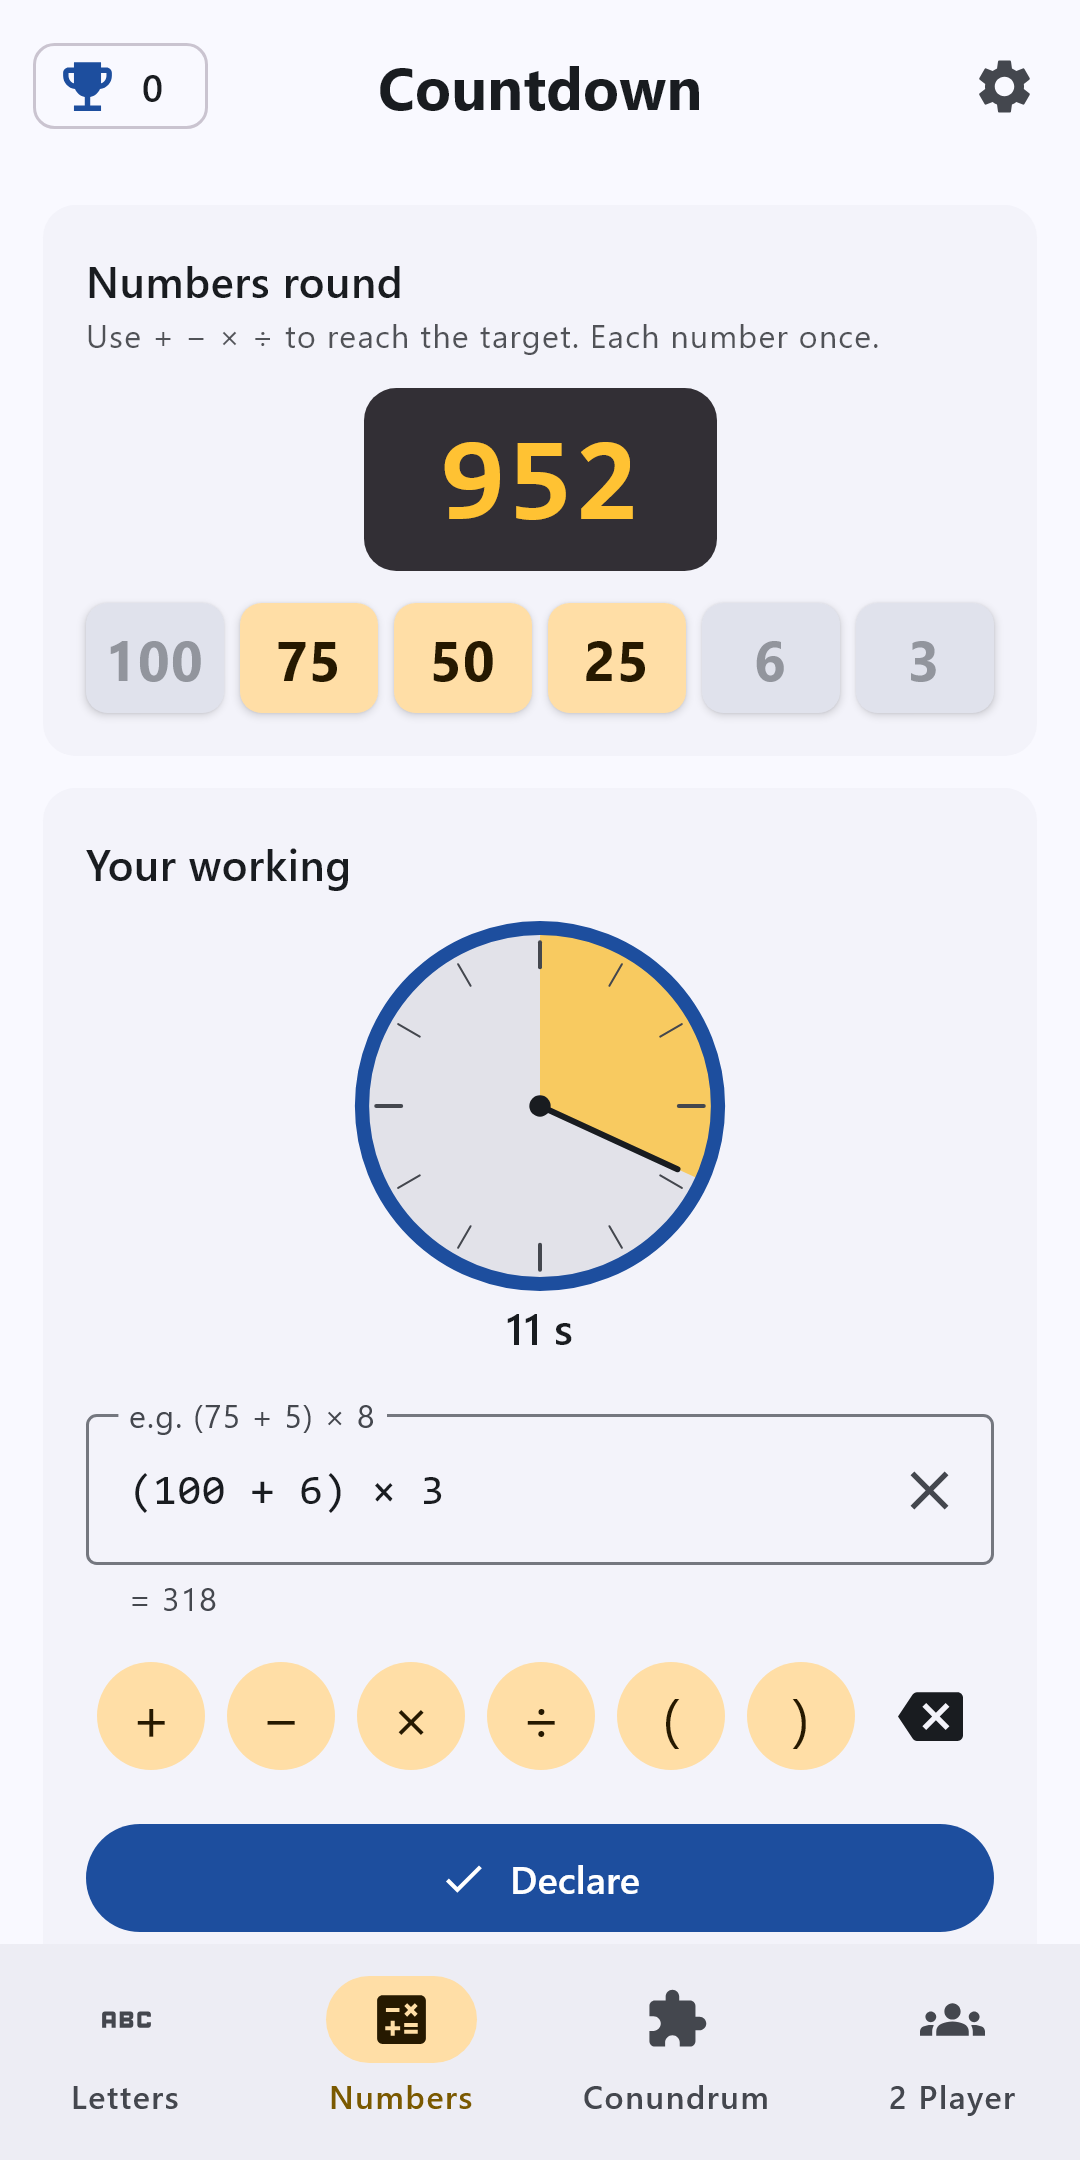 0
Countdown
Numbers round
Use + − × ÷ to reach the target. Each number once.
952
100 75 50 25 6 3
Your working
11 s
e.g. (75 + 5) × 8
(100 + 6) × 3
= 318
+ − × ÷ ( )
Declare
ABC
Letters Numbers Conundrum 2 Player